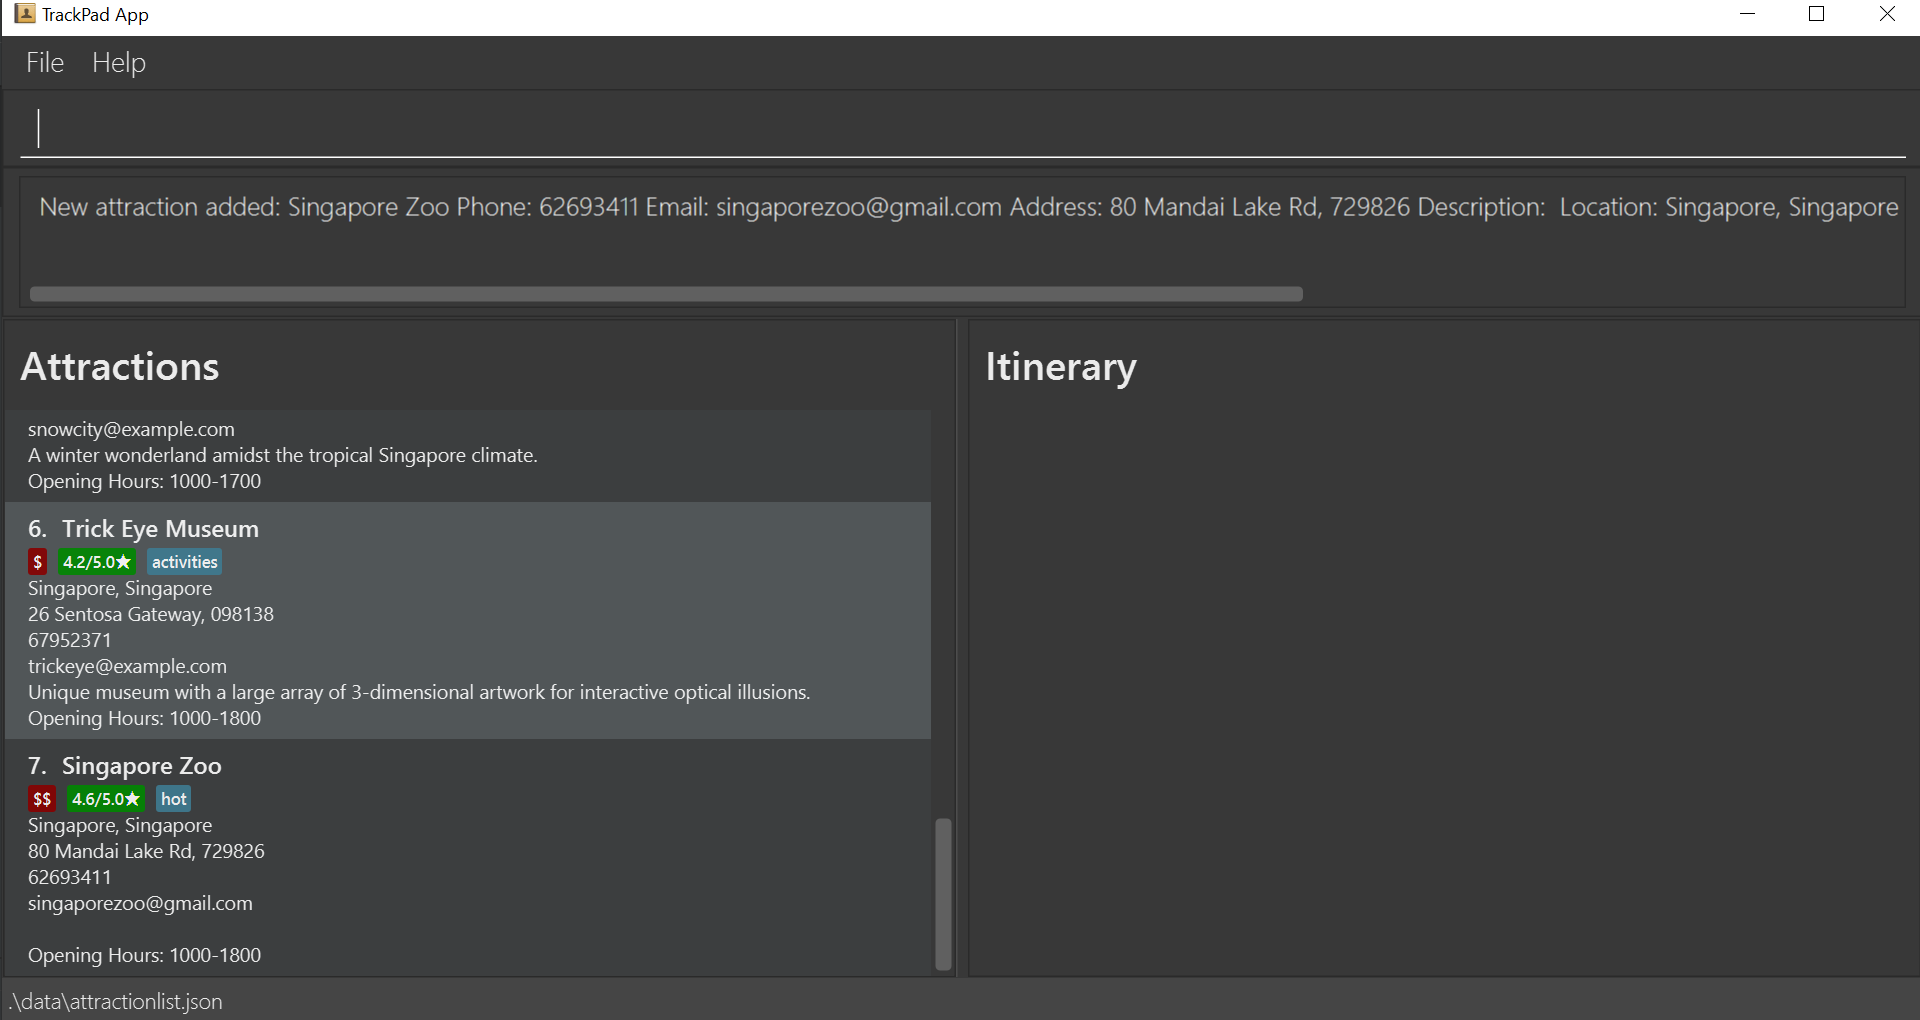 TrackPad App
File Help
New attraction added: Singapore Zoo Phone: 62693411 Email: singaporezoo@gmail.com Address: 80 Mandai Lake Rd, 729826 Description:  Location: Singapore, Singapore
Attractions
snowcity@example.com
A winter wonderland amidst the tropical Singapore climate.
Opening Hours: 1000-1700
6. Trick Eye Museum
$ 4.2/5.0★ activities
Singapore, Singapore
26 Sentosa Gateway, 098138
67952371
trickeye@example.com
Unique museum with a large array of 3-dimensional artwork for interactive optical illusions.
Opening Hours: 1000-1800
7. Singapore Zoo
$$ 4.6/5.0★ hot
Singapore, Singapore
80 Mandai Lake Rd, 729826
62693411
singaporezoo@gmail.com
Opening Hours: 1000-1800
Itinerary
.\data\attractionlist.json